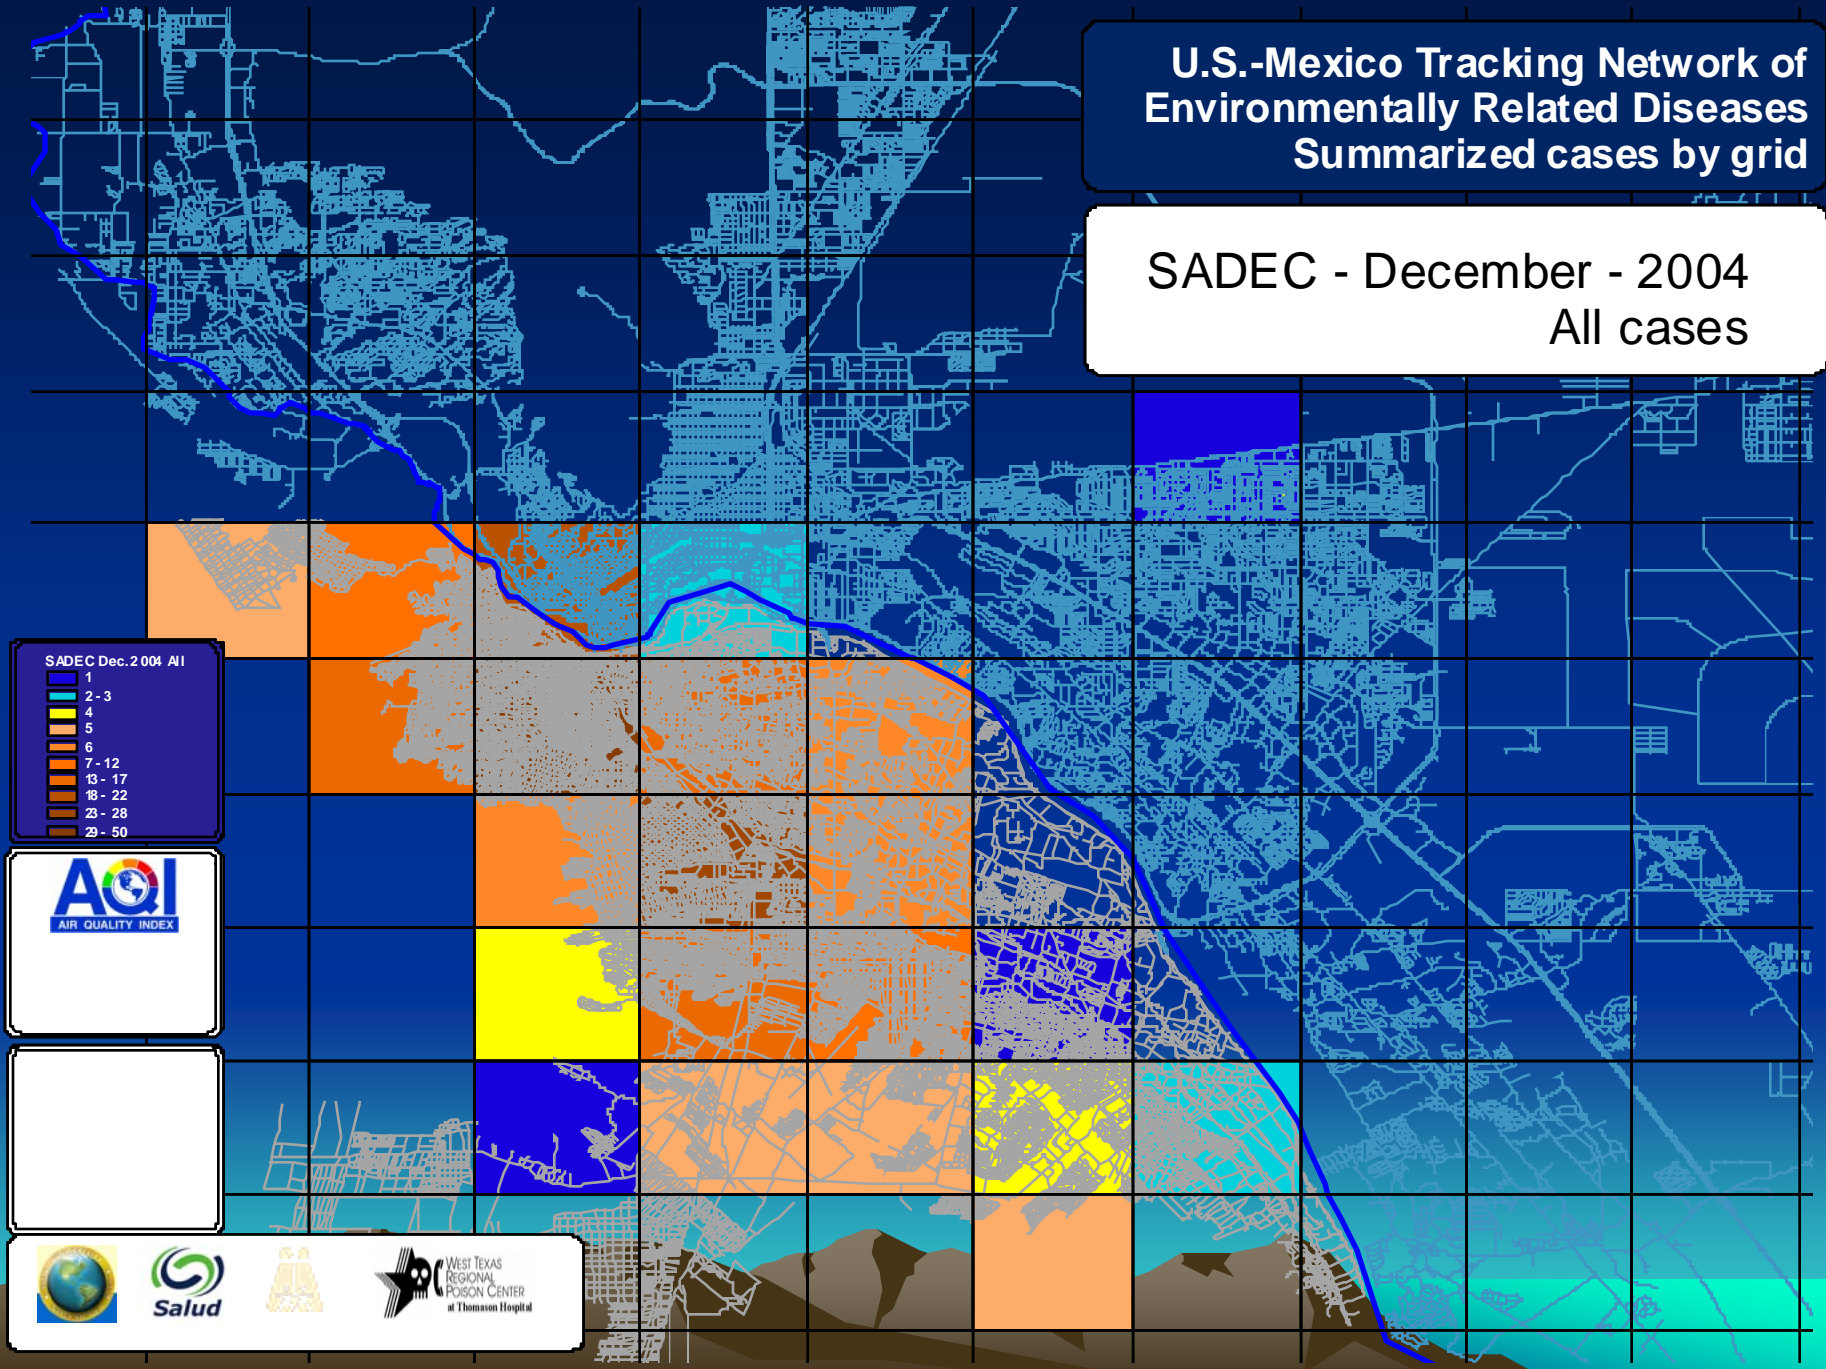 U.S.-Mexico Tracking Network of
Environmentally Related Diseases
Summarized cases by grid
SADEC - December - 2004
All cases
SADEC Dec. 2004 All
1
2 - 3
4
5
6
7 - 12
13 - 17
18 - 22
23 - 28
29 - 50
AQI
AIR QUALITY INDEX
Salud
WEST TEXAS
REGIONAL
POISON CENTER
at Thomason Hospital